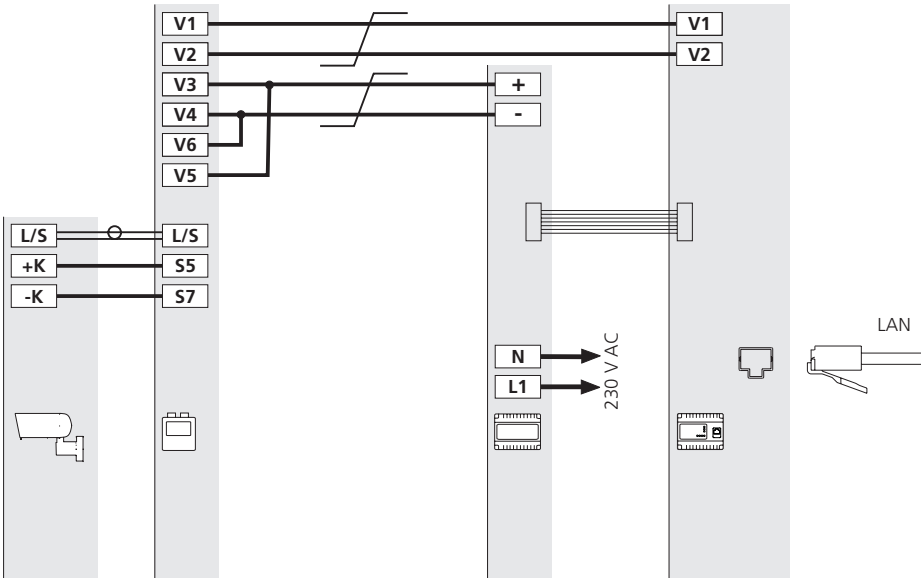 V1 V1
V2 V2
V3 +
V4 -
V6
V5
L/S L/S
+K S5
-K S7
LAN
N
L1
230 V AC